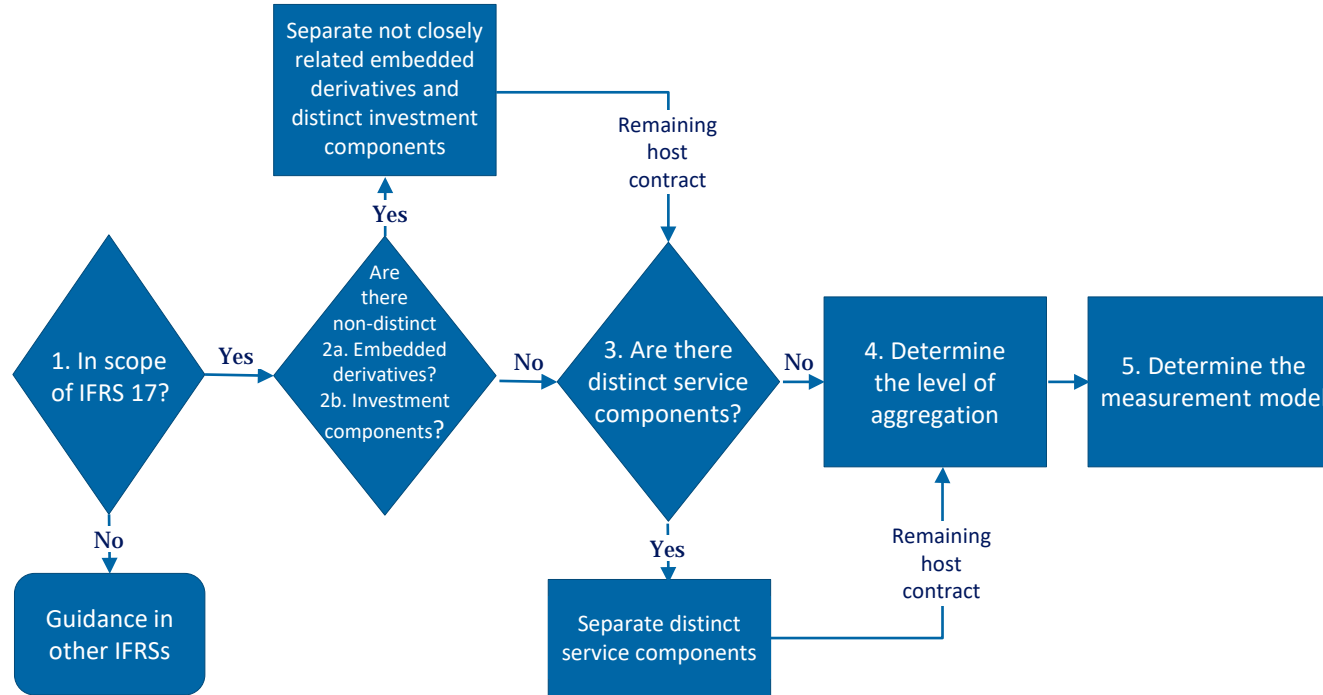 Separate not closely
related embedded
derivatives and
distinct investment
components
Remaining
host
contract
Yes
1. In scope
of IFRS 17?
Yes
No
Guidance in
other IFRSs
Are
there
non-distinct
2a. Embedded
derivatives?
2b. Investment
components?
No
3. Are there
distinct service
components?
No
Yes
Separate distinct
service components
Remaining
host
contract
4. Determine
the level of
aggregation
5. Determine the
measurement model